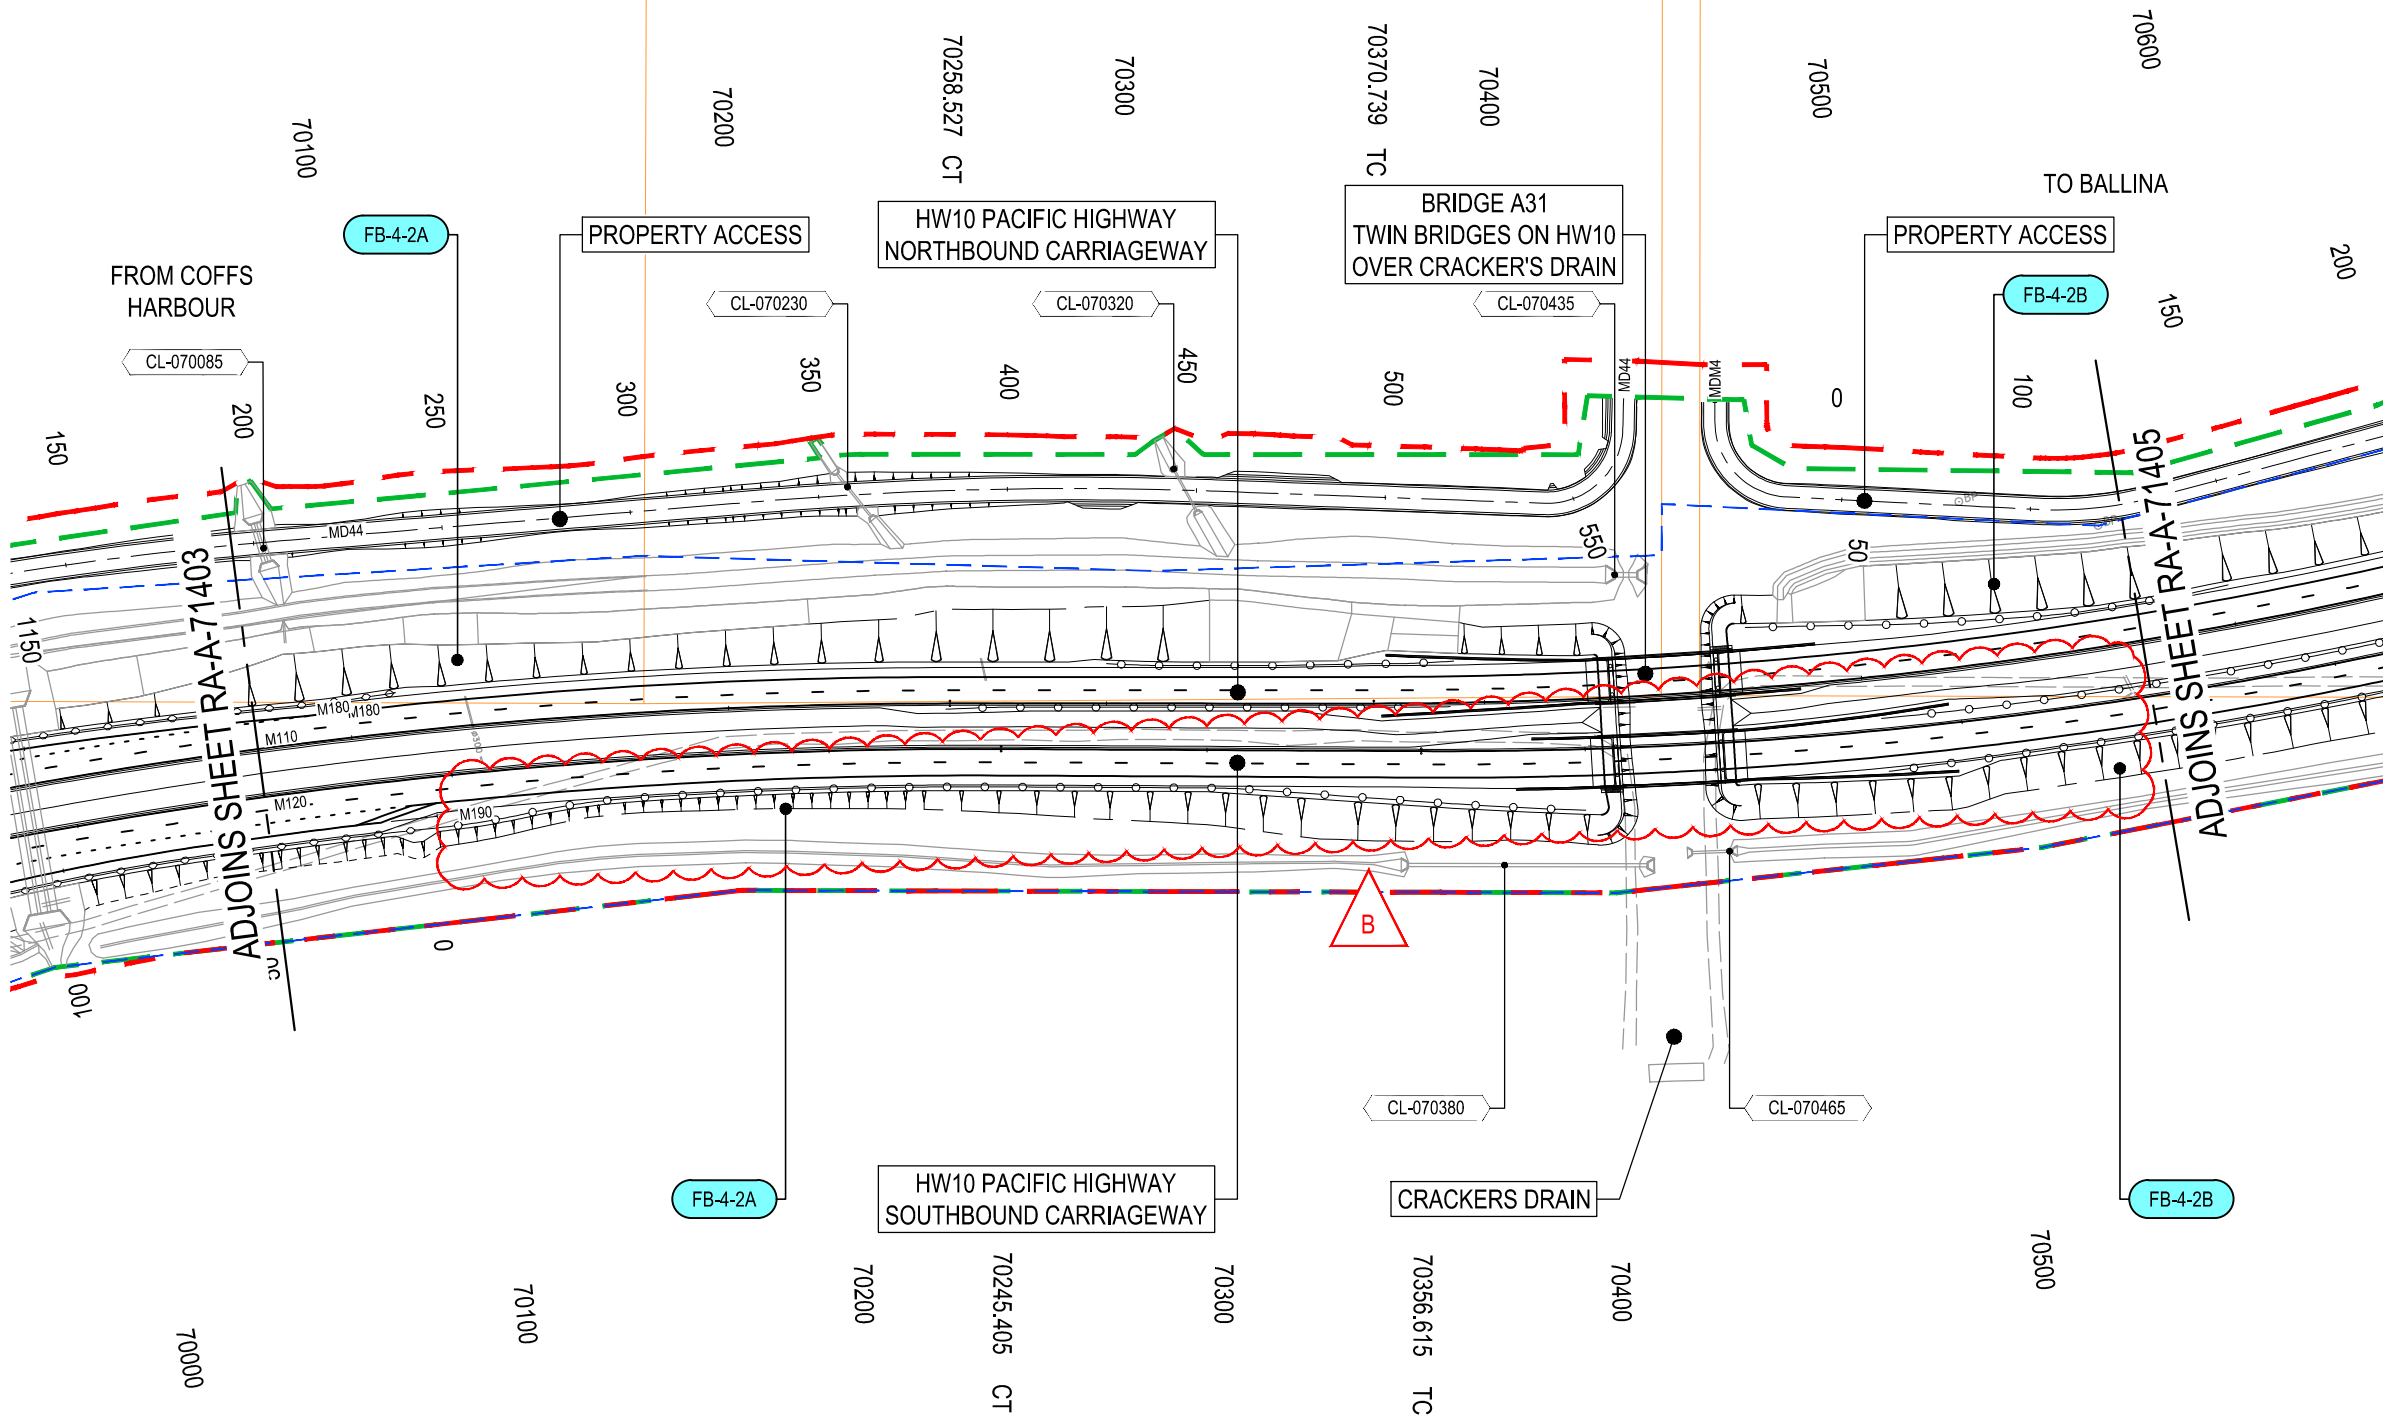 70600
70258.527 CT
70370.739 TC
70300
70400
70500
70200
70100
TO BALLINA
FB-4-2A
PROPERTY ACCESS
HW10 PACIFIC HIGHWAY
NORTHBOUND CARRIAGEWAY
BRIDGE A31
TWIN BRIDGES ON HW10
OVER CRACKER'S DRAIN
PROPERTY ACCESS
200
FROM COFFS
HARBOUR
FB-4-2B
150
CL-070230
CL-070320
CL-070435
CL-070085
350
400
450
500
MD44
0
100
300
250
200
150
ADJOINS SHEET RA-A-71403
MD44
550
50
ADJOINS SHEET RA-A-71405
1150
M180
M180
M110
M120
M190
0
100
B
CL-070380
CL-070465
FB-4-2A
HW10 PACIFIC HIGHWAY
SOUTHBOUND CARRIAGEWAY
CRACKERS DRAIN
FB-4-2B
70000
70100
70200
70245.405 CT
70300
70356.615 TC
70400
70500